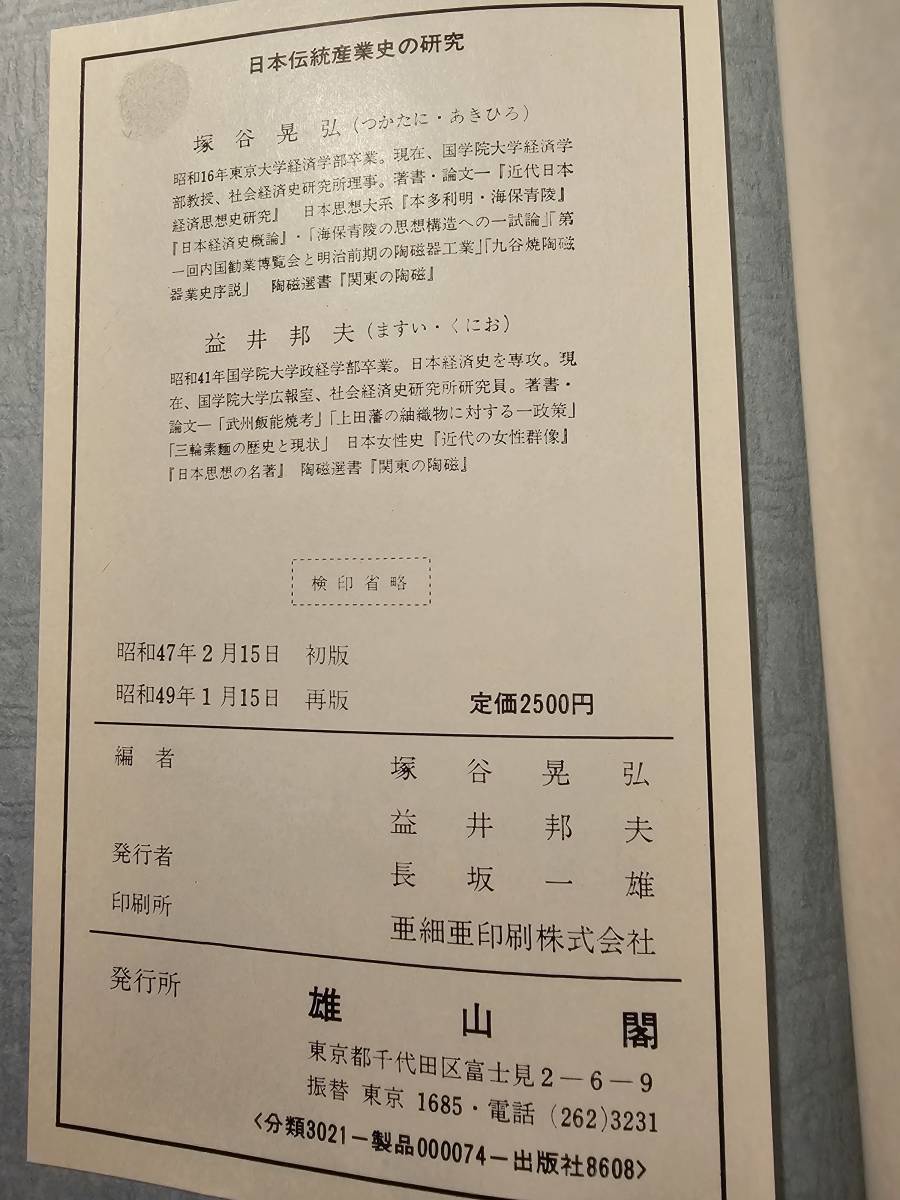 日本伝統産業史の研究
塚谷晃弘(つかたに・あきひろ)
昭和16年東京大学経済学部卒業。現在、国学院大学経済学
部教授、社会経済史研究所理事。著書・論文―『近代日本
経済思想史研究』 日本思想大系『本多利明・海保青陵』
『日本経済史概論』・「海保青陵の思想構造への一試論」「第
一回内国勧業博覧会と明治前期の陶磁器工業」「九谷焼陶磁
器業史序説」 陶磁選書『関東の陶磁』
益井邦夫(ますい・くにお)
昭和41年国学院大学政経学部卒業。日本経済史を専攻。現
在、国学院大学広報室、社会経済史研究所研究員。著書・
論文―「武州飯能焼考」「上田藩の紬織物に対する一政策」
「三輪素麺の歴史と現状」 日本女性史『近代の女性群像』
『日本思想の名著』 陶磁選書『関東の陶磁』
検印省略
昭和47年2月15日 初版
昭和49年1月15日 再版 定価2500円
編者 塚谷晃弘
益井邦夫
発行者 長坂一雄
印刷所 亜細亜印刷株式会社
発行所 雄山閣
東京都千代田区富士見2－6－9
振替 東京 1685・電話 (262)3231
<分類3021－製品000074－出版社8608>